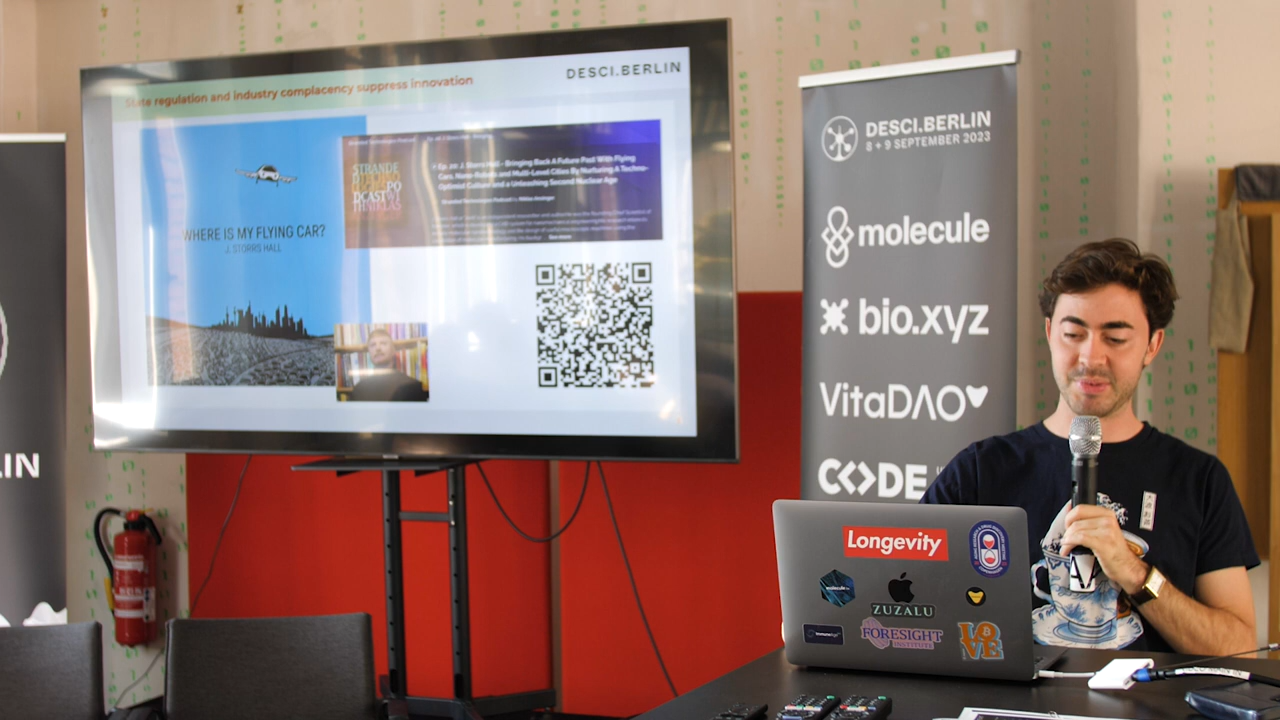 State regulation and industry complacency suppress innovation
DESCI.BERLIN
WHERE IS MY FLYING CAR?
J. STORRS HALL
STRANDE
DCAST
Ep. 29: J. Storrs Hall - Bringing Back A Future Past With Flying
Cars, Nano-Robots and Multi-Level Cities By Nurturing A Techno-
Optimist Culture and a Unleashing Second Nuclear Age
LIN
DESCI.BERLIN
8 + 9 SEPTEMBER 2023
molecule
bio.xyz
VitaDAO
CODE
Longevity
ZUZALU
FORESIGHT
INSTITUTE
LOVE